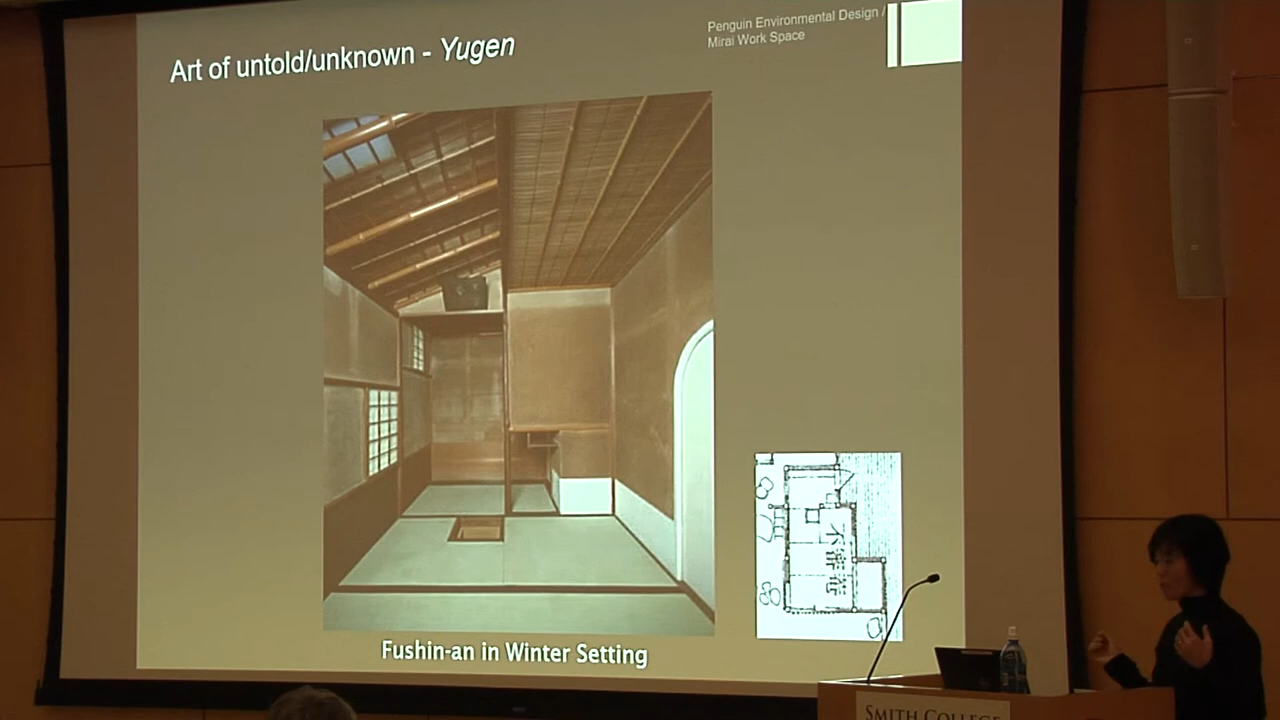 Art of untold/unknown - Yugen
Penguin Environmental Design /
Mirai Work Space
不審菴
Fushin-an in Winter Setting
SMITH COLLEGE